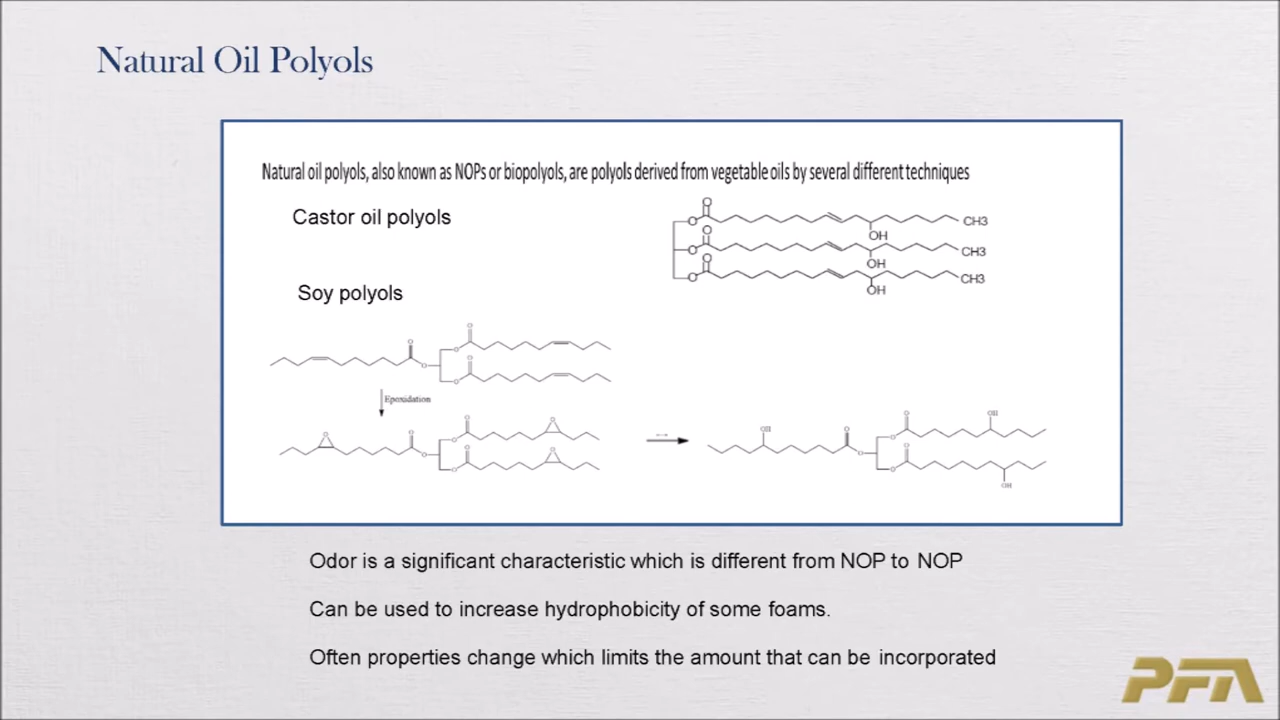 Natural Oil Polyols
Natural oil polyols, also known as NOPs or biopolyols, are polyols derived from vegetable oils by several different techniques
Castor oil polyols
O
O
CH3
OH
O
O
CH3
OH
O
O
CH3
OH
Soy polyols
O
O
O
O
O
O
Epoxidation
O
O
O
O
O
O
O
O
O
OH
O
O
OH
O
O
O
O
OH
Odor is a significant characteristic which is different from NOP to NOP
Can be used to increase hydrophobicity of some foams.
Often properties change which limits the amount that can be incorporated
PFA